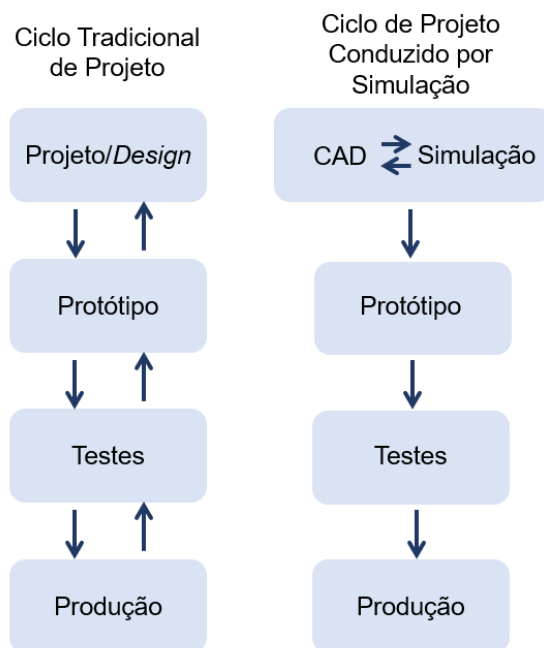 Ciclo Tradicional
de Projeto
Projeto/Design
Protótipo
Testes
Produção
Ciclo de Projeto
Conduzido por
Simulação
CAD Simulação
Protótipo
Testes
Produção